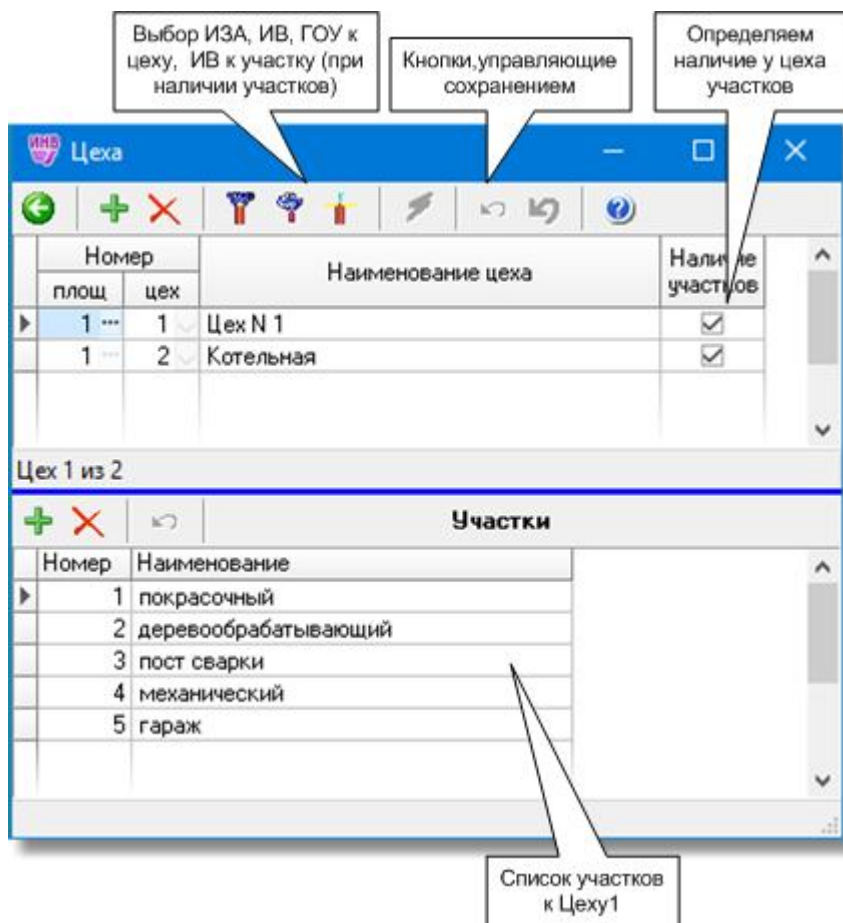 Выбор ИЗА, ИВ, ГОУ к
цеху, ИВ к участку (при
наличии участков)
Кнопки,управляющие
сохранением
Определяем
наличие у цеха
участков
ИНВ Цеха
Номер
площ цех
Наименование цеха
Наличие
участков
1 ... 1 Цех N 1
1 ... 2 Котельная
Цех 1 из 2
Участки
Номер Наименование
1 покрасочный
2 деревообрабатывающий
3 пост сварки
4 механический
5 гараж
Список участков
к Цеху1